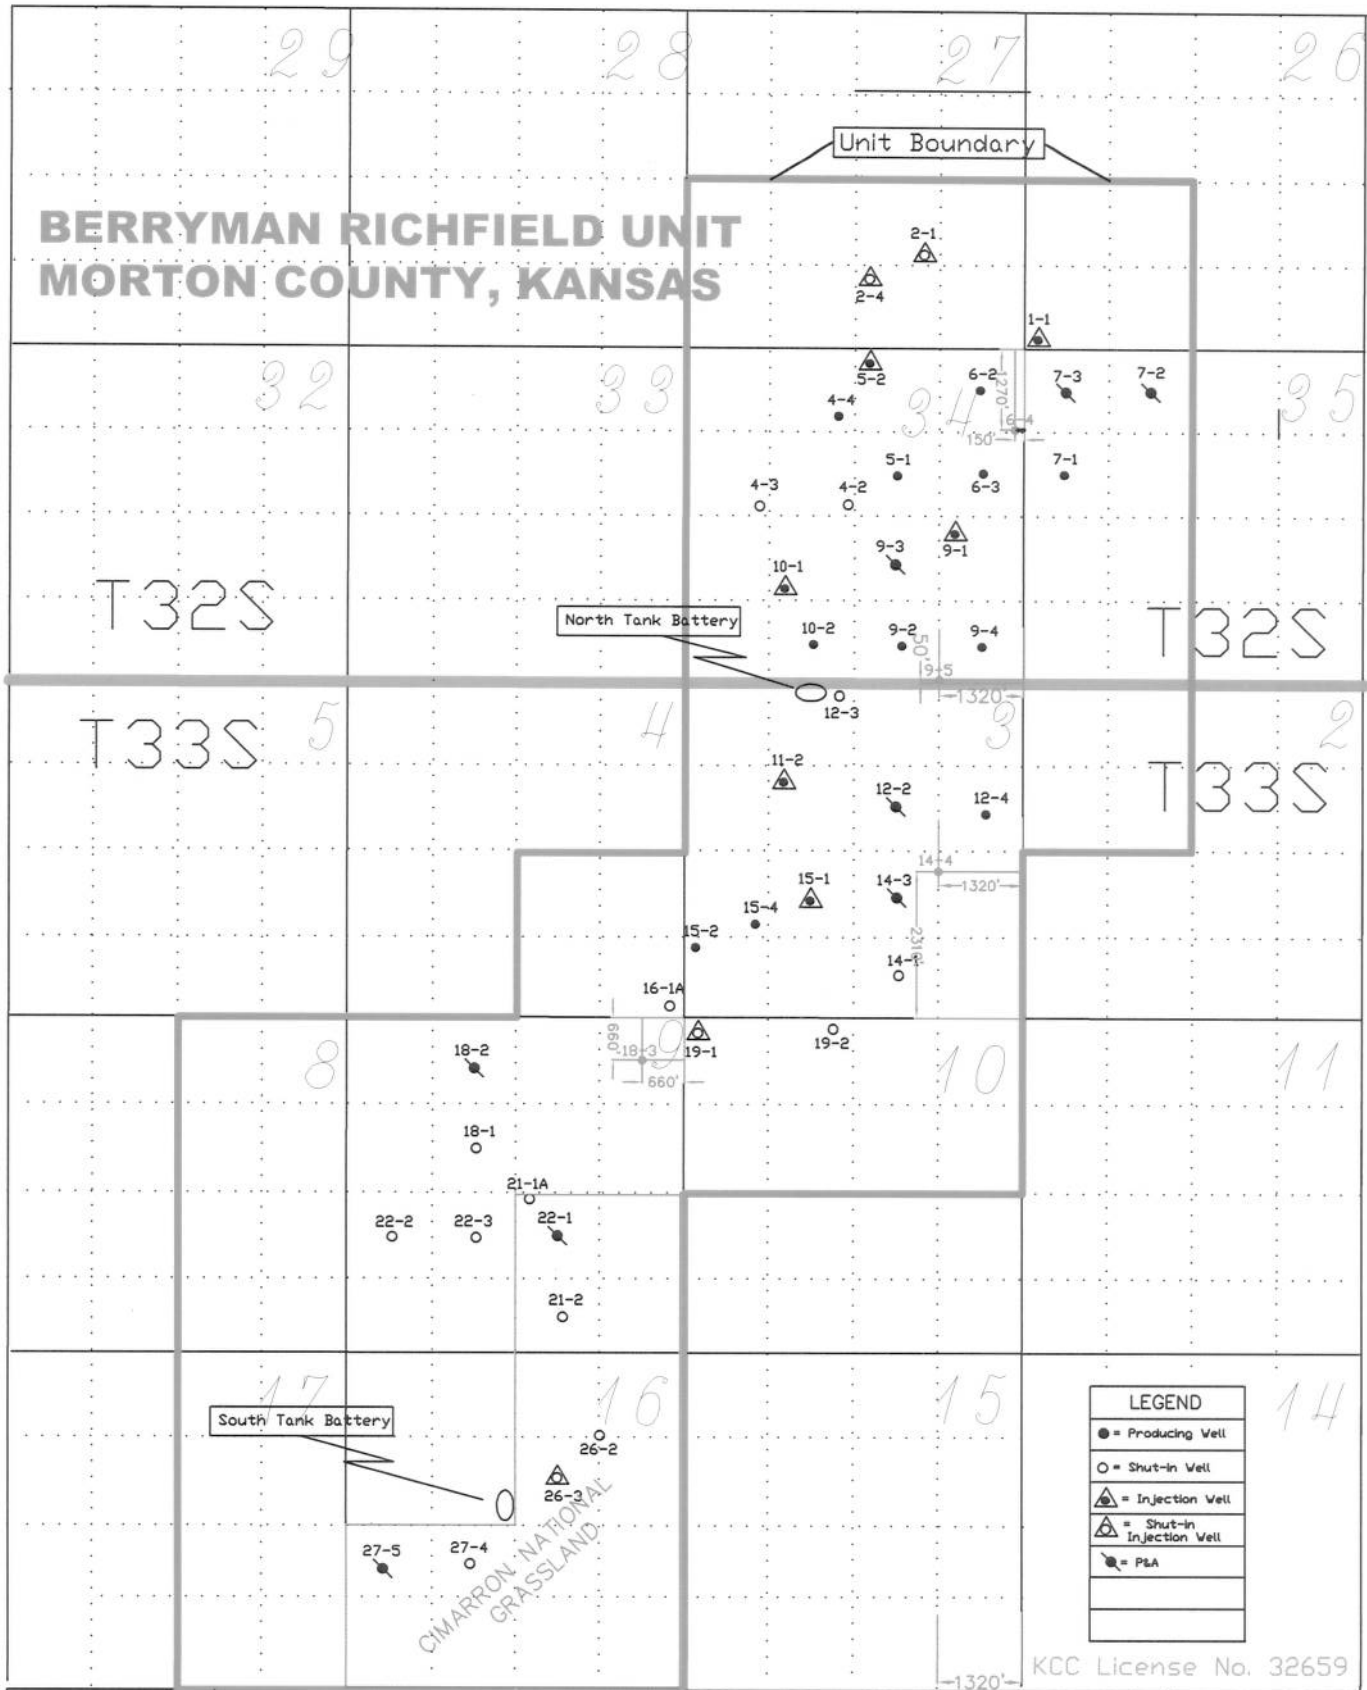 29 28 27 26
Unit Boundary
BERRYMAN RICHFIELD UNIT
MORTON COUNTY, KANSAS
2-1
2-4
1-1
32 33 34 35
5-2
6-2
7-3
7-2
4-4
1270'
6-4
150'
5-1
6-3
7-1
4-3
4-2
9-1
9-3
10-1
T32S
North Tank Battery
10-2
9-2
9-4
T32S
50'
9-5
1320'
12-3
T33S
5 4 3 2
T33S
11-2
12-2
12-4
14-4
1320'
15-1
14-3
15-4
15-2
2310'
14-1
16-1A
660'
18-3
660'
19-1
19-2
8 9 10 11
18-2
18-1
21-1A
22-2
22-3
22-1
21-2
17 16 15 14
South Tank Battery
26-2
26-3
27-5
27-4
CIMARRON NATIONAL
GRASSLAND
LEGEND
= Producing Well
= Shut-in Well
= Injection Well
= Shut-in
Injection Well
= P&A
1320'
KCC License No. 32659